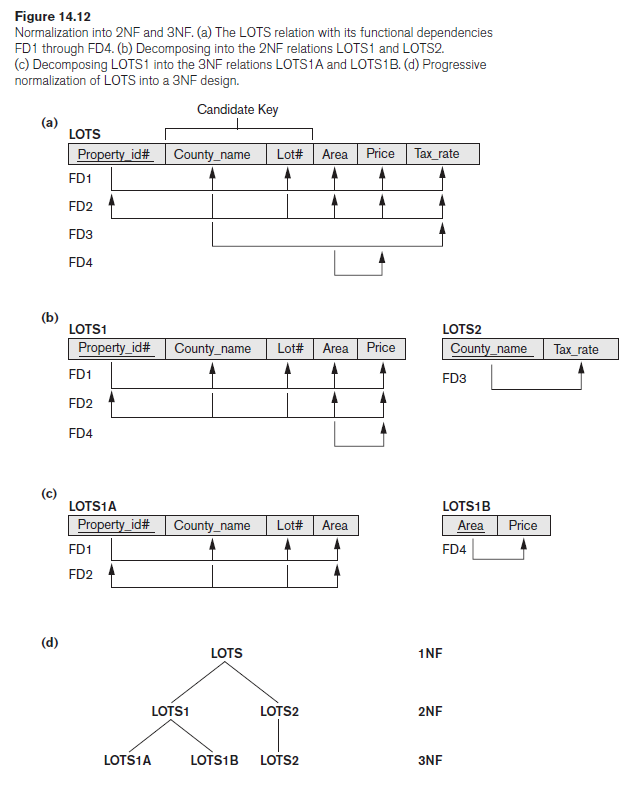 Figure 14.12
Normalization into 2NF and 3NF. (a) The LOTS relation with its functional dependencies
FD1 through FD4. (b) Decomposing into the 2NF relations LOTS1 and LOTS2.
(c) Decomposing LOTS1 into the 3NF relations LOTS1A and LOTS1B. (d) Progressive
normalization of LOTS into a 3NF design.
Candidate Key
(a)
LOTS
Property_id# County_name Lot# Area Price Tax_rate
FD1
FD2
FD3
FD4
(b)
LOTS1 LOTS2
Property_id# County_name Lot# Area Price County_name Tax_rate
FD1 FD3
FD2
FD4
(c)
LOTS1A LOTS1B
Property_id# County_name Lot# Area Area Price
FD1 FD4
FD2
(d)
LOTS 1NF
LOTS1 LOTS2 2NF
LOTS1A LOTS1B LOTS2 3NF